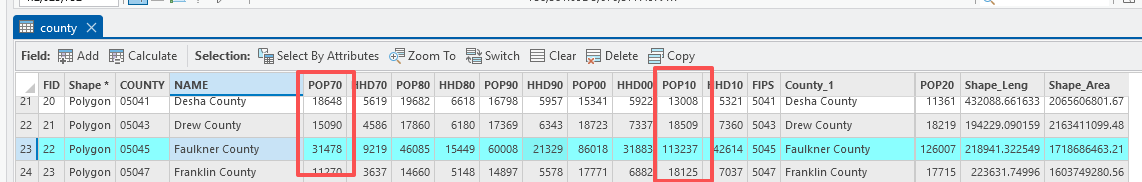 county
Field: Add Calculate Selection: Select By Attributes Zoom To Switch Clear Delete Copy
FID Shape * COUNTY NAME POP70 HHD70 POP80 HHD80 POP90 HHD90 POP00 HHD00 POP10 HHD10 FIPS County_1 POP20 Shape_Leng Shape_Area
21 20 Polygon 05041 Desha County 18648 5619 19682 6618 16798 5957 15341 5922 13008 5321 5041 Desha County 11361 432088.661633 2065606801.67
22 21 Polygon 05043 Drew County 15090 4586 17860 6180 17369 6343 18723 7337 18509 7360 5043 Drew County 18219 194229.090159 2163411099.48
23 22 Polygon 05045 Faulkner County 31478 9219 46085 15449 60008 21329 86018 31883 113237 42614 5045 Faulkner County 126007 218941.322549 1718686463.21
24 23 Polygon 05047 Franklin County 11270 3637 14660 5148 14897 5578 17771 6882 18125 7037 5047 Franklin County 17715 223631.74996 1603749280.56